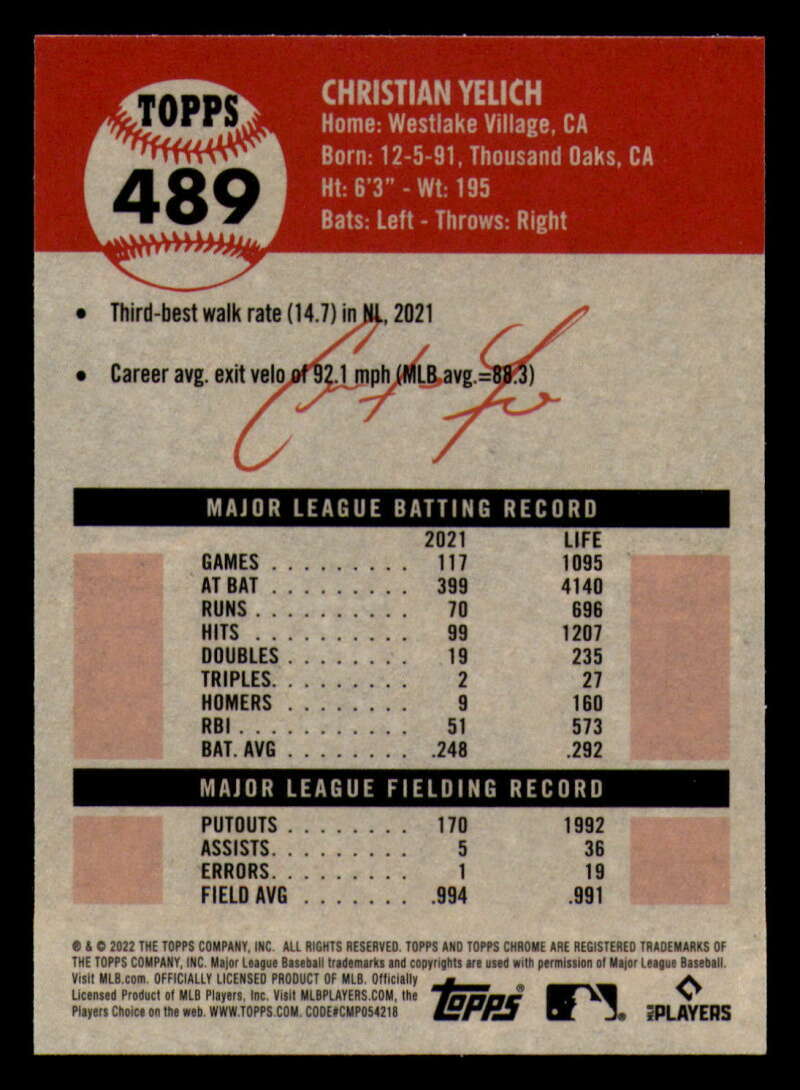 TOPPS
489
CHRISTIAN YELICH
Home: Westlake Village, CA
Born: 12-5-91, Thousand Oaks, CA
Ht: 6'3" - Wt: 195
Bats: Left - Throws: Right
• Third-best walk rate (14.7) in NL, 2021
• Career avg. exit velo of 92.1 mph (MLB avg.=88.3)
MAJOR LEAGUE BATTING RECORD
2021 LIFE
GAMES . . . . . . . . . 117 1095
AT BAT . . . . . . . . . 399 4140
RUNS . . . . . . . . . . 70 696
HITS . . . . . . . . . . 99 1207
DOUBLES . . . . . . . . 19 235
TRIPLES. . . . . . . . . 2 27
HOMERS . . . . . . . . 9 160
RBI . . . . . . . . . . . 51 573
BAT. AVG . . . . . . . . .248 .292
MAJOR LEAGUE FIELDING RECORD
PUTOUTS . . . . . . . . 170 1992
ASSISTS. . . . . . . . . 5 36
ERRORS. . . . . . . . . 1 19
FIELD AVG . . . . . . . .994 .991
® & © 2022 THE TOPPS COMPANY, INC. ALL RIGHTS RESERVED. TOPPS AND TOPPS CHROME ARE REGISTERED TRADEMARKS OF
THE TOPPS COMPANY, INC. Major League Baseball trademarks and copyrights are used with permission of Major League Baseball.
Visit MLB.com. OFFICIALLY LICENSED PRODUCT OF MLB. Officially
Licensed Product of MLB Players, Inc. Visit MLBPLAYERS.COM, the
Players Choice on the web. WWW.TOPPS.COM. CODE#CMP054218
Topps®
MLB PLAYERS